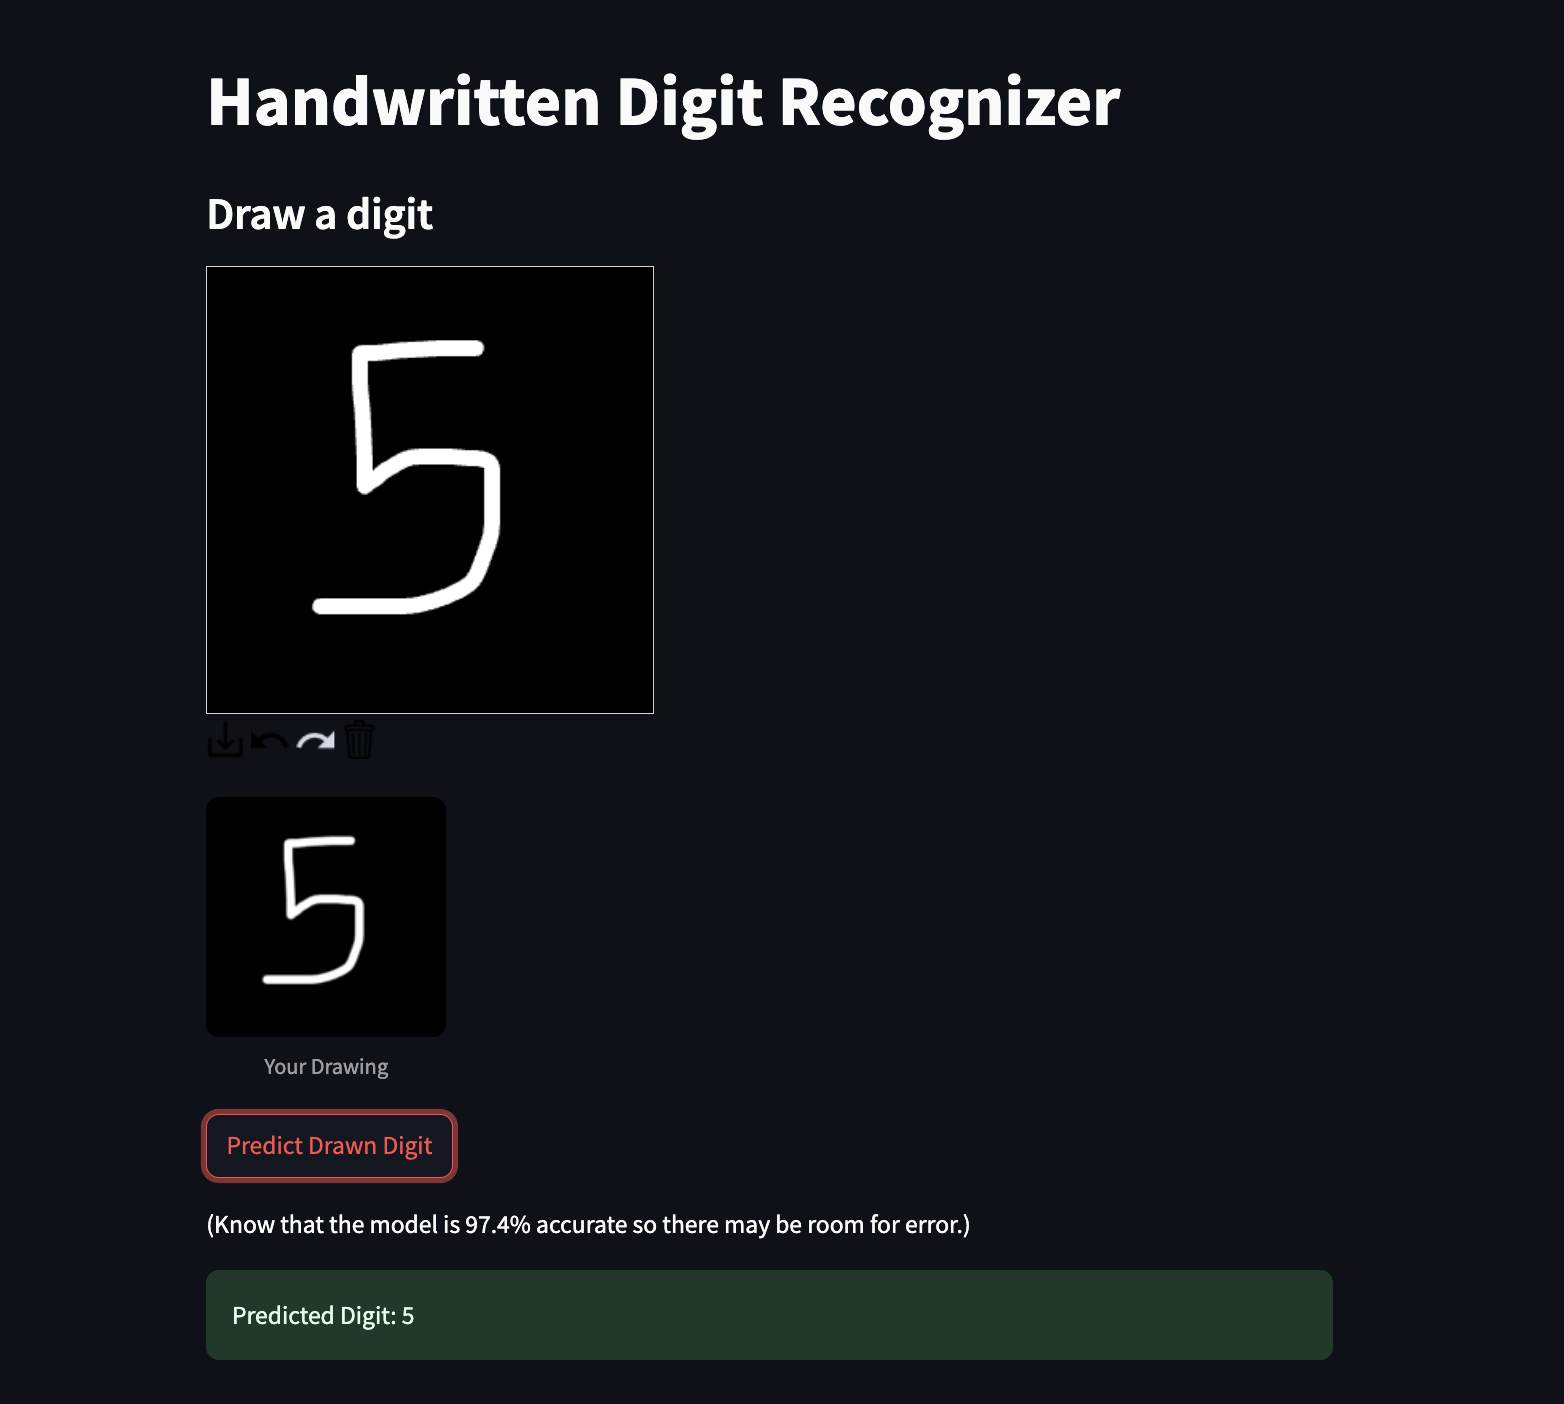 Handwritten Digit Recognizer
Draw a digit
5
5
Your Drawing
Predict Drawn Digit
(Know that the model is 97.4% accurate so there may be room for error.)
Predicted Digit: 5